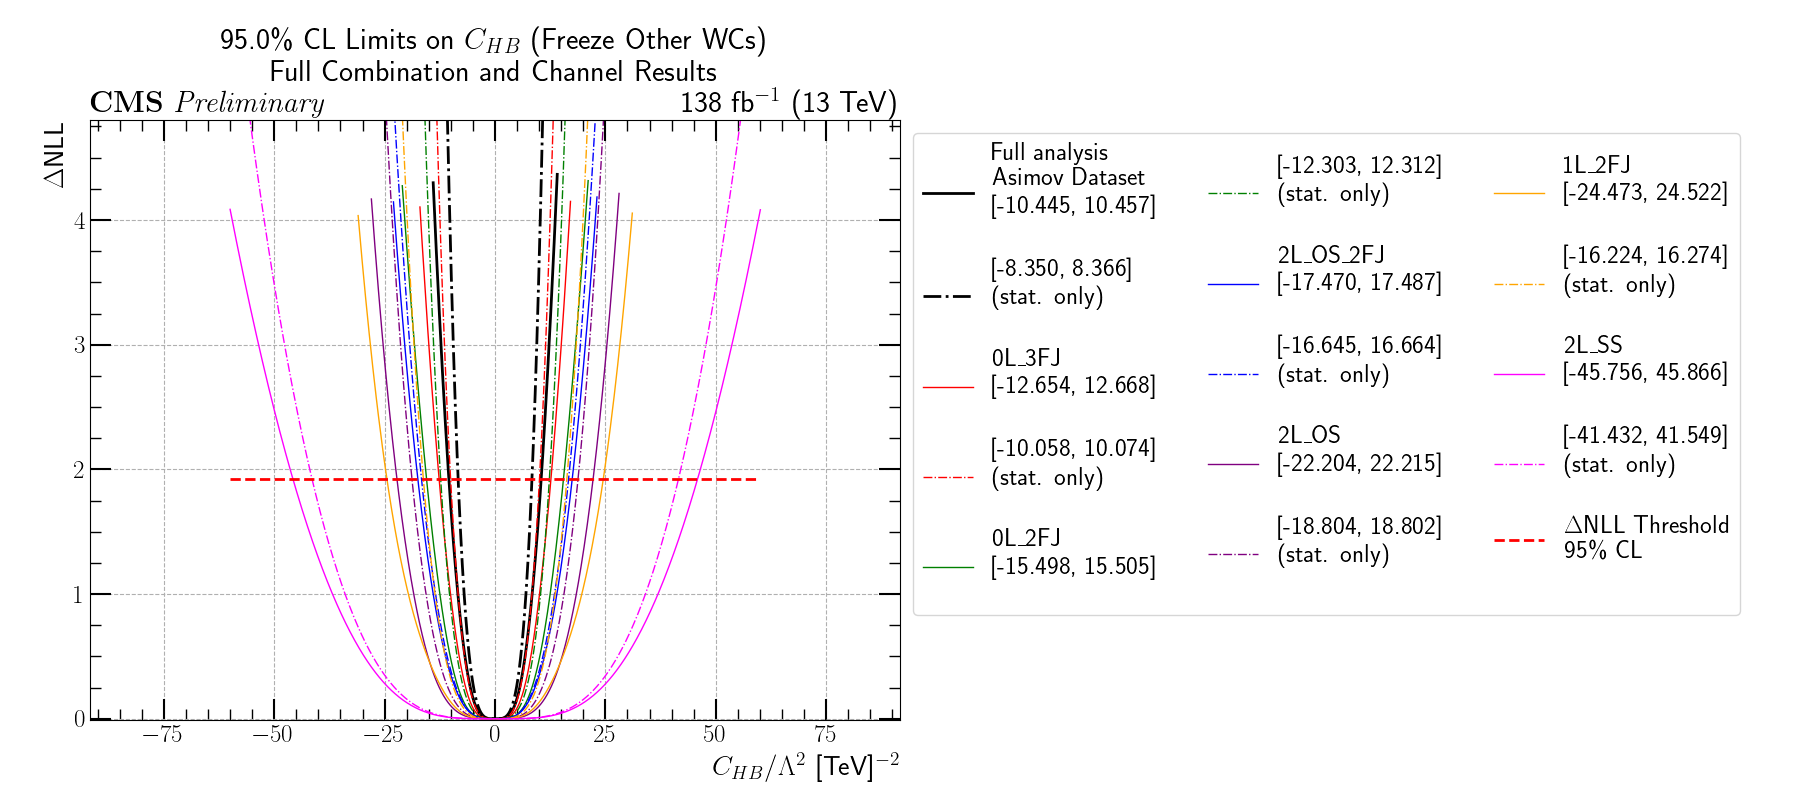 95.0% CL Limits on C_{HB} (Freeze Other WCs)
Full Combination and Channel Results
CMS Preliminary
138 fb⁻¹ (13 TeV)
ΔNLL
4
3
2
1
0
−75
−50
−25
0
25
50
75
C_{HB}/Λ² [TeV]⁻²
Full analysis
Asimov Dataset
[-10.445, 10.457]
[-8.350, 8.366]
(stat. only)
0L_3FJ
[-12.654, 12.668]
[-10.058, 10.074]
(stat. only)
0L_2FJ
[-15.498, 15.505]
[-12.303, 12.312]
(stat. only)
2L_OS_2FJ
[-17.470, 17.487]
[-16.645, 16.664]
(stat. only)
2L_OS
[-22.204, 22.215]
[-18.804, 18.802]
(stat. only)
1L_2FJ
[-24.473, 24.522]
[-16.224, 16.274]
(stat. only)
2L_SS
[-45.756, 45.866]
[-41.432, 41.549]
(stat. only)
ΔNLL Threshold
95% CL